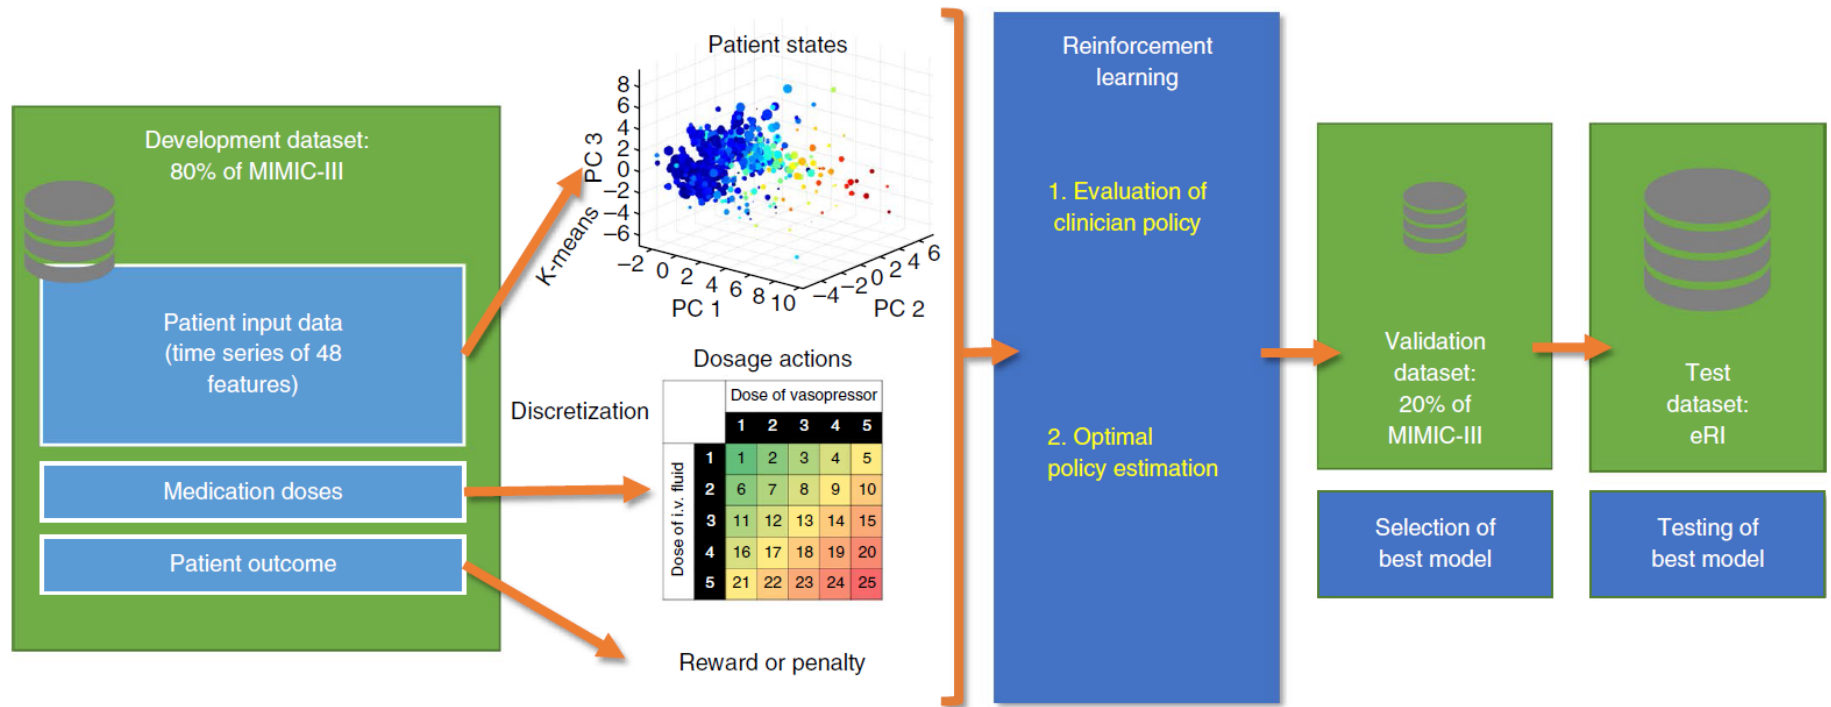 Development dataset:
80% of MIMIC-III
Patient input data
(time series of 48
features)
Medication doses
Patient outcome
K-means
Discretization
Patient states
PC 3
8
6
4
2
0
−2
−4
−6
−2 0 2 4 6 8 10
PC 1
−4 −2 0 2 4 6
PC 2
Dosage actions
Dose of vasopressor
1 2 3 4 5
Dose of i.v. fluid
1 1 2 3 4 5
2 6 7 8 9 10
3 11 12 13 14 15
4 16 17 18 19 20
5 21 22 23 24 25
Reward or penalty
Reinforcement
learning
1. Evaluation of
clinician policy
2. Optimal
policy estimation
Validation
dataset:
20% of
MIMIC-III
Selection of
best model
Test
dataset:
eRI
Testing of
best model